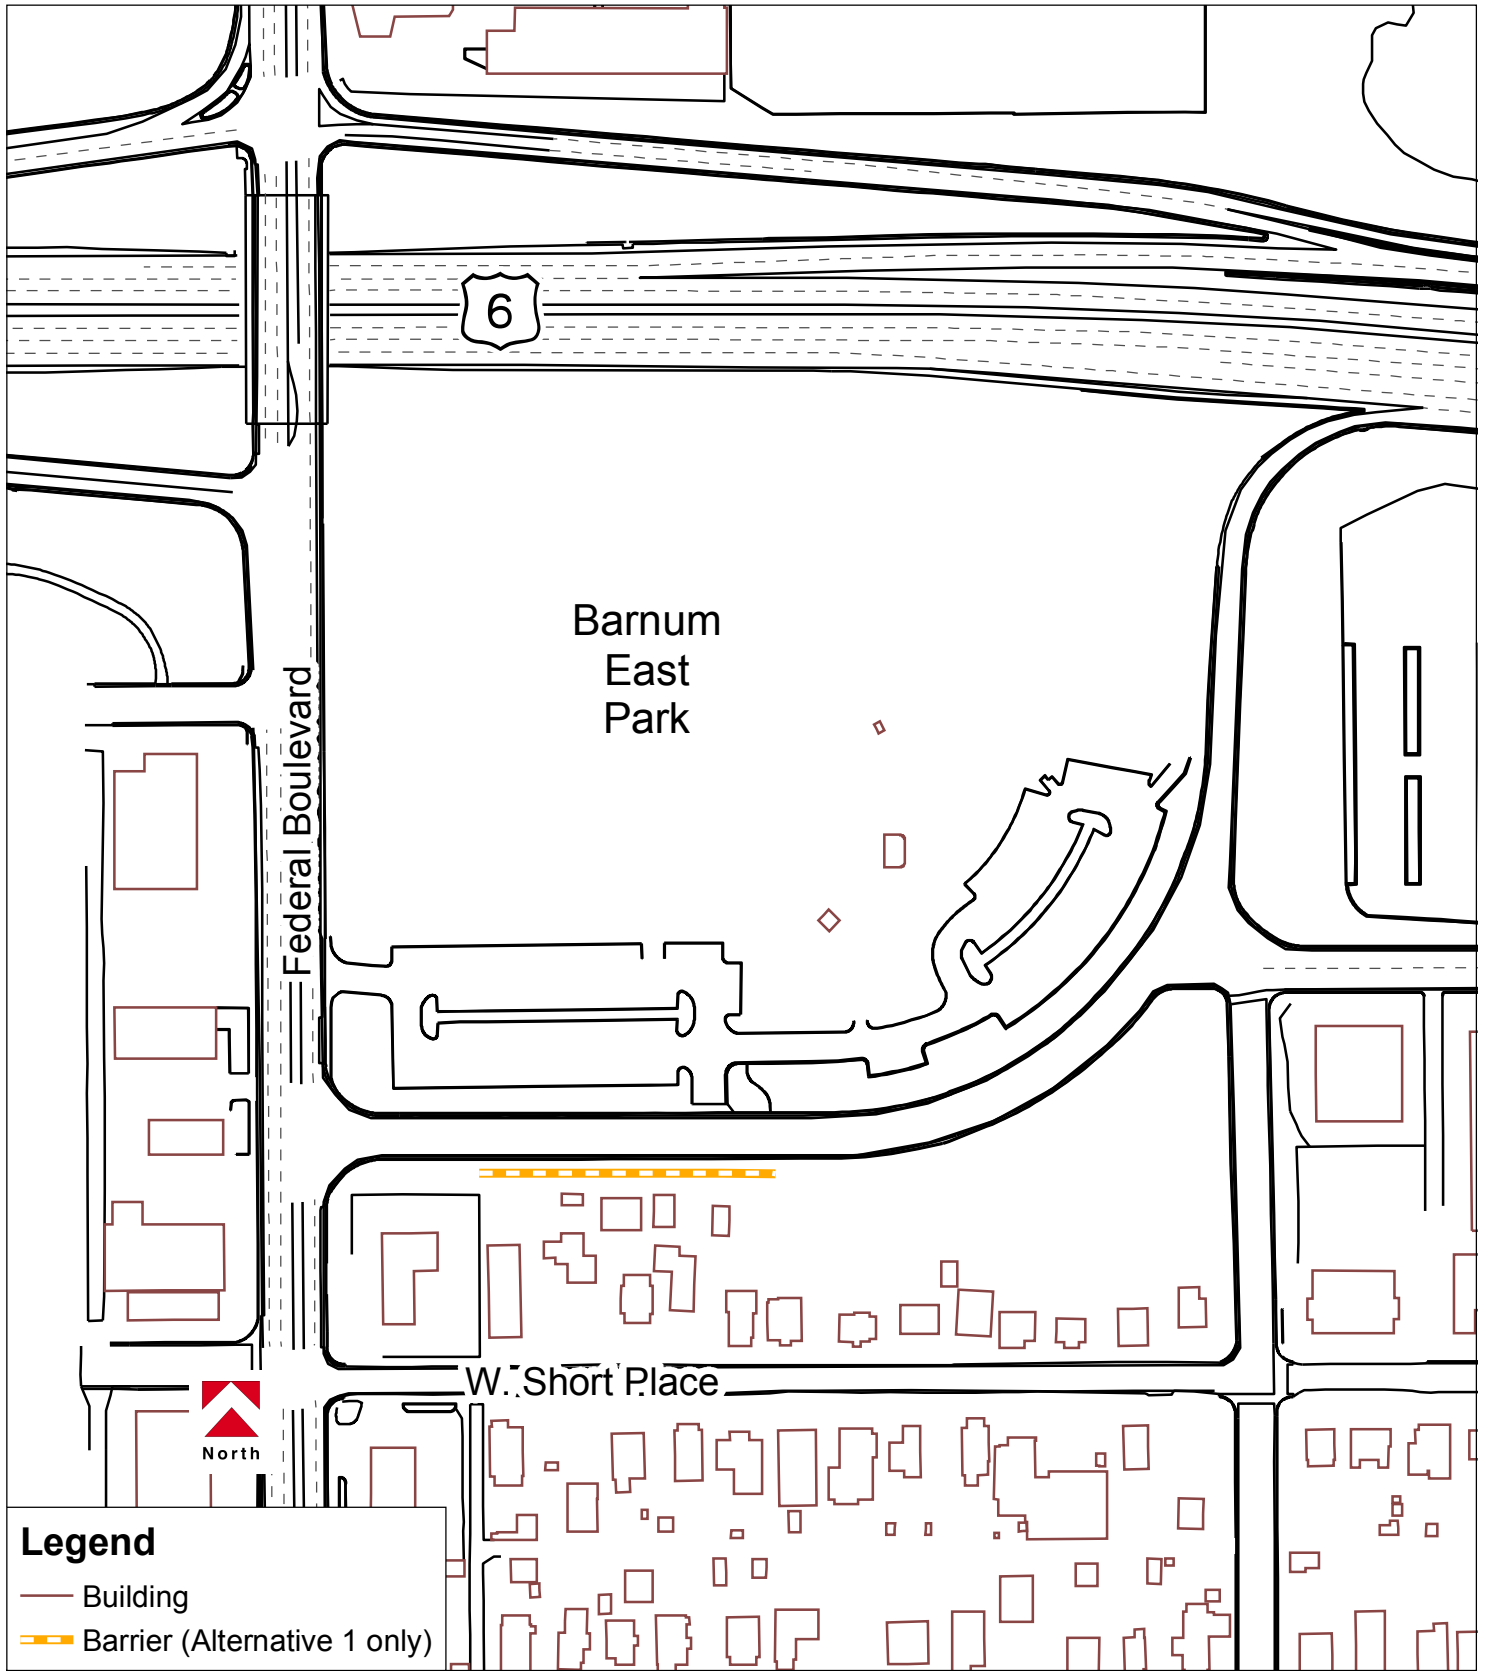 6
Barnum
East
Park
Federal Boulevard
W. Short Place
North
Legend
Building
Barrier (Alternative 1 only)